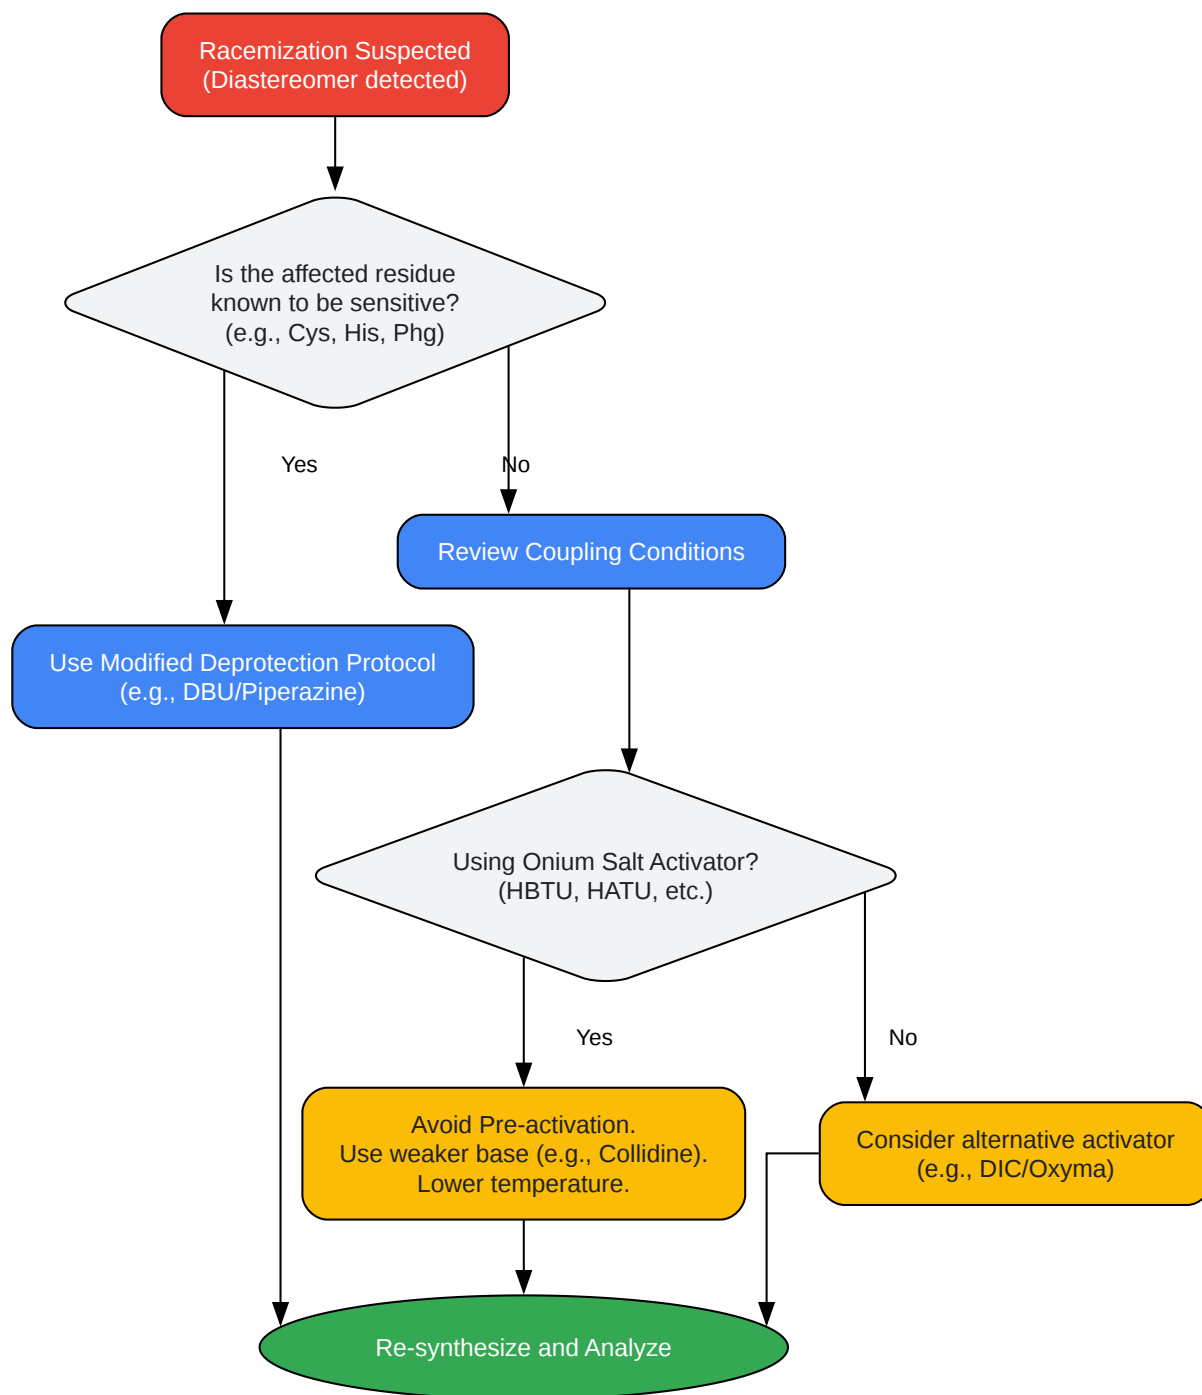 Racemization Suspected
(Diastereomer detected)
Is the affected residue
known to be sensitive?
(e.g., Cys, His, Phg)
Yes
No
Review Coupling Conditions
Use Modified Deprotection Protocol
(e.g., DBU/Piperazine)
Using Onium Salt Activator?
(HBTU, HATU, etc.)
Yes
No
Avoid Pre-activation.
Use weaker base (e.g., Collidine).
Lower temperature.
Consider alternative activator
(e.g., DIC/Oxyma)
Re-synthesize and Analyze